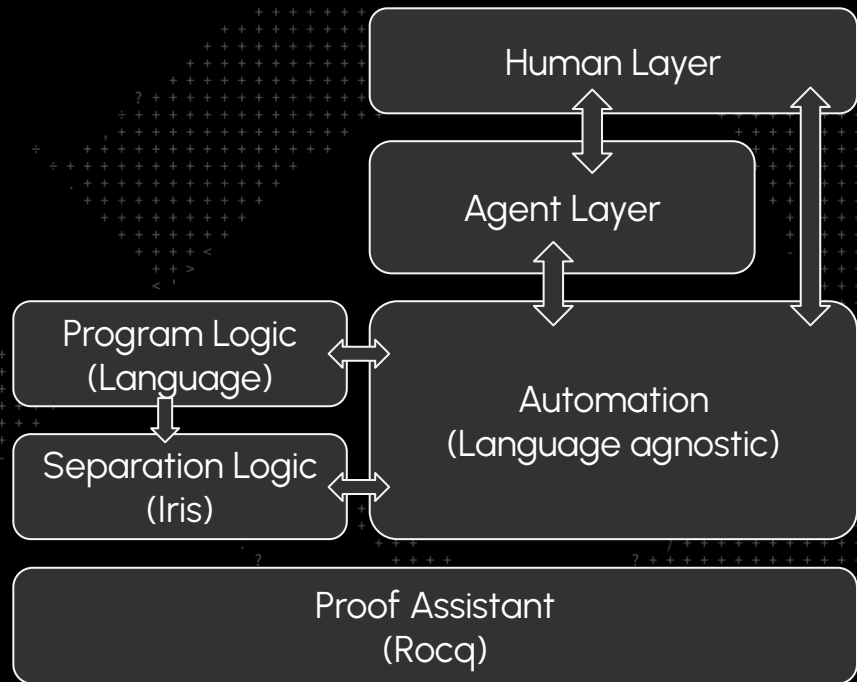 Human Layer
Agent Layer
Program Logic
(Language)
Automation
(Language agnostic)
Separation Logic
(Iris)
Proof Assistant
(Rocq)